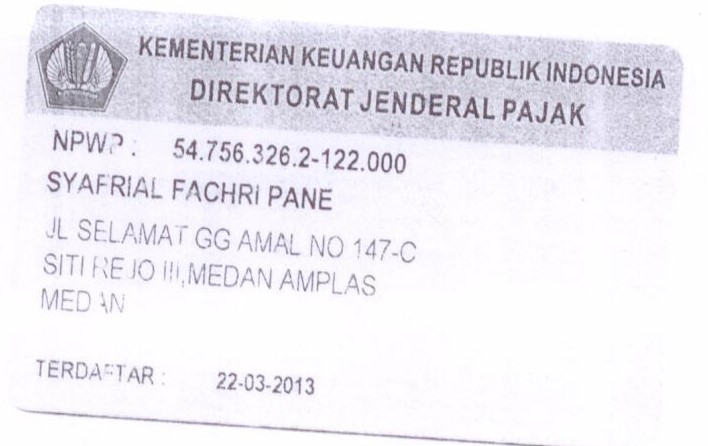 KEMENTERIAN KEUANGAN REPUBLIK INDONESIA
DIREKTORAT JENDERAL PAJAK
NPWP : 54.756.326.2-122.000
SYAFRIAL FACHRI PANE
JL SELAMAT GG AMAL NO 147-C
SITI REJO III,MEDAN AMPLAS
MEDAN
TERDAFTAR : 22-03-2013